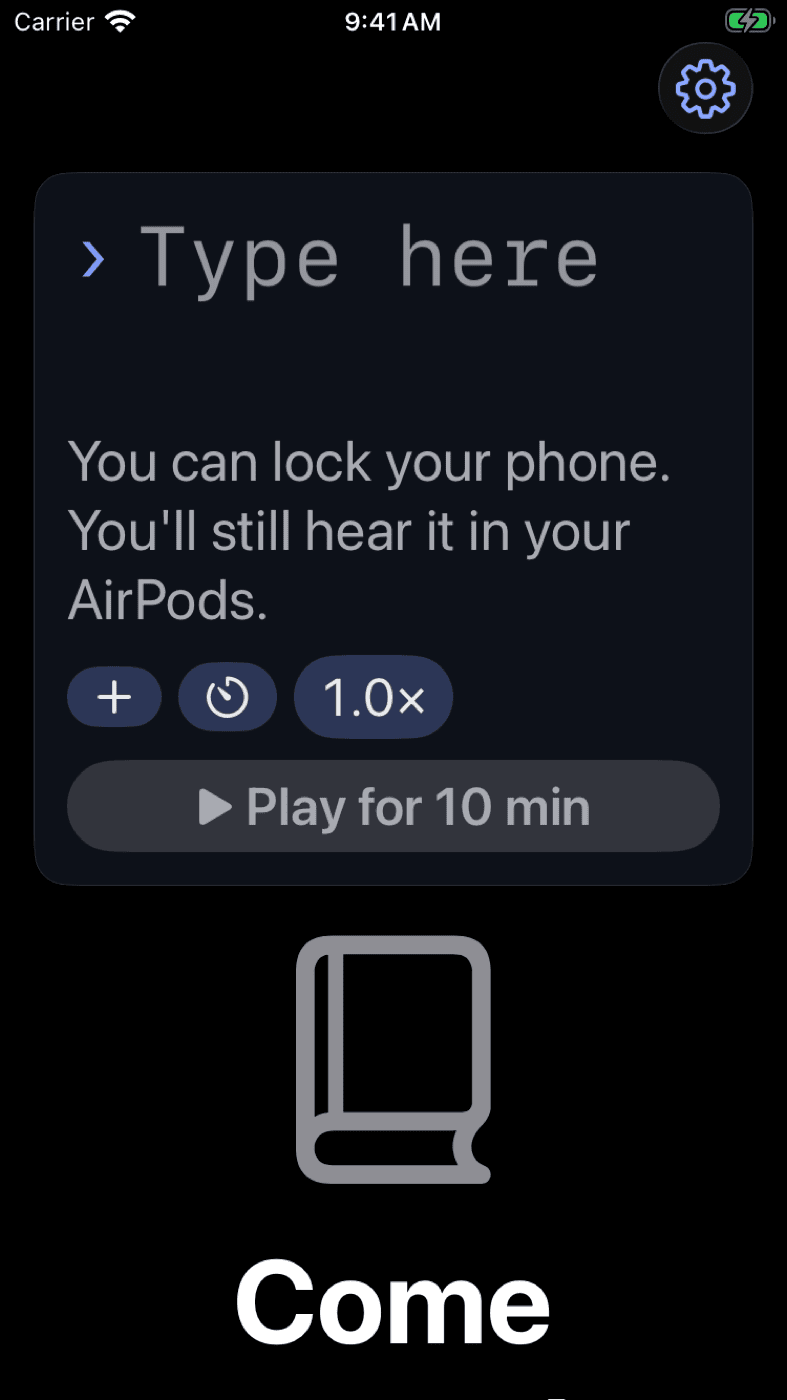 Carrier 9:41 AM
› Type here
You can lock your phone.
You'll still hear it in your
AirPods.
1.0×
Play for 10 min
Come